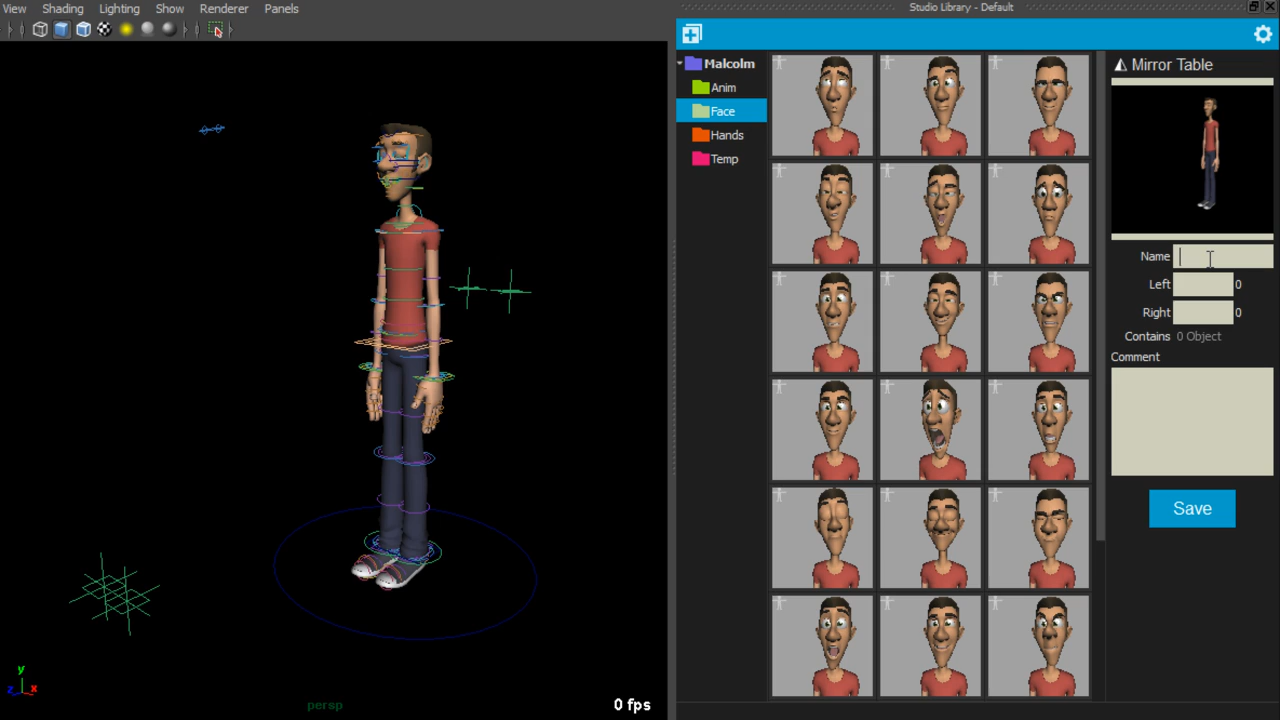 View Shading Lighting Show Renderer Panels
Studio Library - Default
Malcolm
Anim
Face
Hands
Temp
Mirror Table
Name
Left 0
Right 0
Contains 0 Object
Comment
Save
y
z x
persp
0 fps